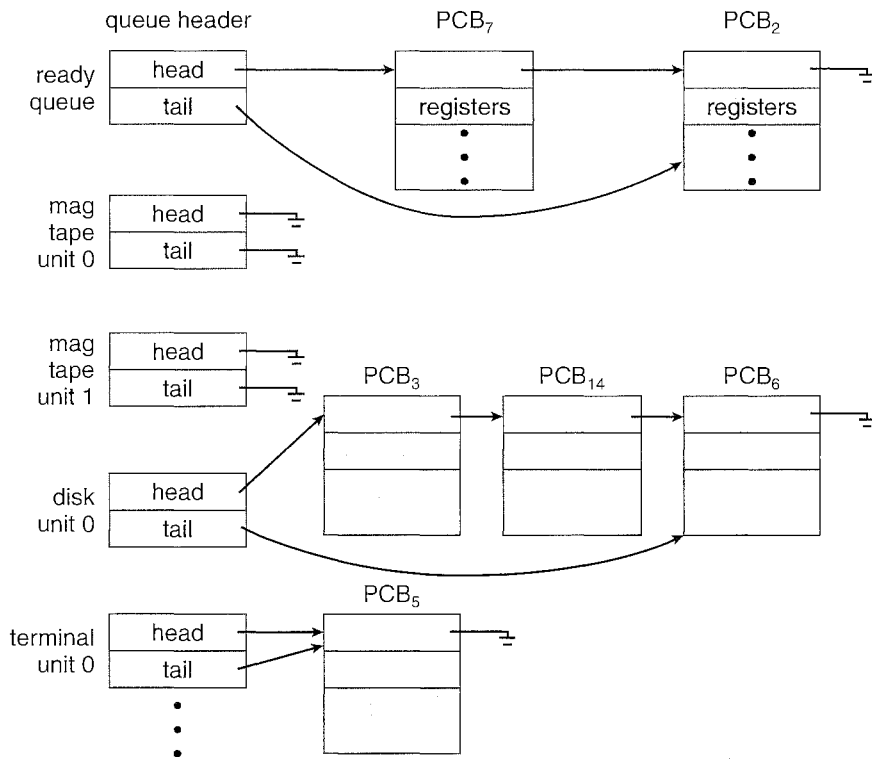 queue header
PCB₇
PCB₂
ready
queue
head
tail
registers
registers
mag
tape
unit 0
head
tail
mag
tape
unit 1
head
tail
PCB₃
PCB₁₄
PCB₆
disk
unit 0
head
tail
PCB₅
terminal
unit 0
head
tail